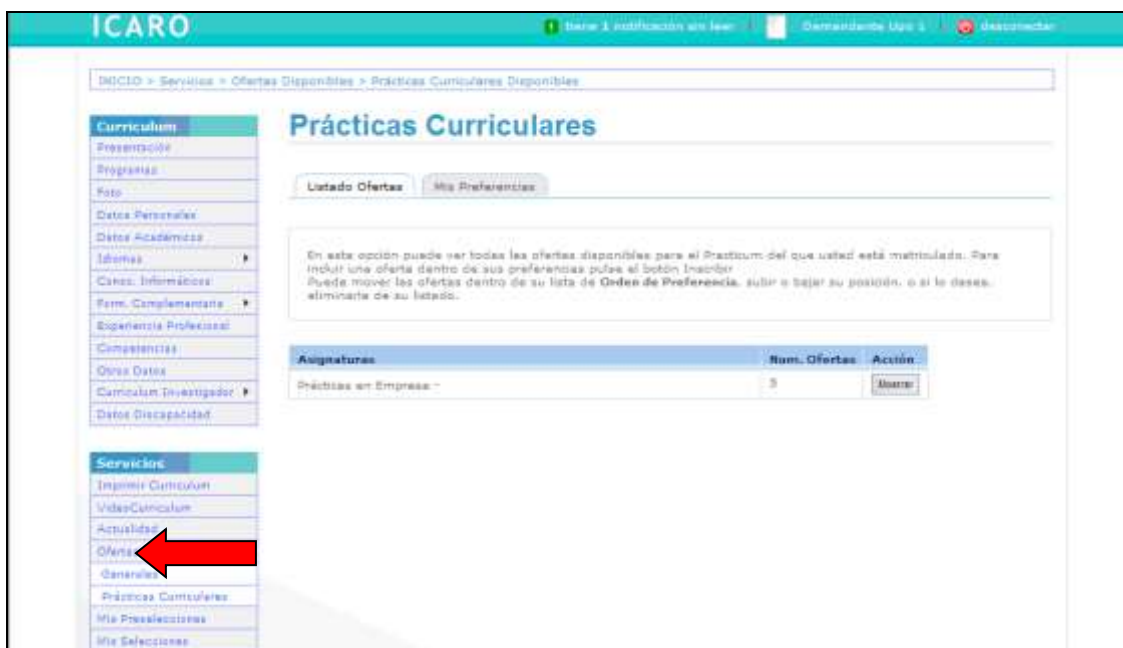 ICARO
Tiene 1 notificación sin leer
Demandante tipo 1
desconectar
INICIO > Servicios > Ofertas Disponibles > Prácticas Curriculares Disponibles
Curriculum
Presentación
Programas
Foto
Datos Personales
Datos Académicos
Idiomas
Conoc. Informáticos
Form. Complementaria
Experiencia Profesional
Competencias
Otros Datos
Curriculum Investigador
Datos Discapacidad
Servicios
Imprimir Curriculum
VideoCurriculum
Actualidad
Generales
Prácticas Curriculares
Mis Preselecciones
Mis Selecciones
Prácticas Curriculares
Listado Ofertas
Mis Preferencias
En esta opción puede ver todas las ofertas disponibles para el Practicum del que usted está matriculado. Para
incluir una oferta dentro de sus preferencias pulse el botón Inscribir
Puede mover las ofertas dentro de su lista de Orden de Preferencia, subir o bajar su posición, o si lo desea,
eliminarla de su listado.
Asignaturas Num. Ofertas Acción
Prácticas en Empresa -